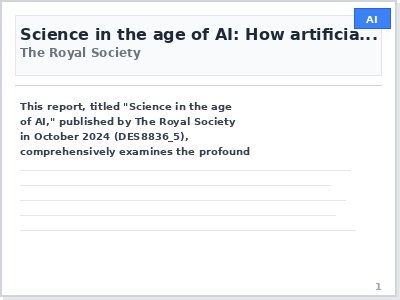 AI
Science in the age of AI: How artificia...
The Royal Society
This report, titled "Science in the age
of AI," published by The Royal Society
in October 2024 (DES8836_5),
comprehensively examines the profound
1